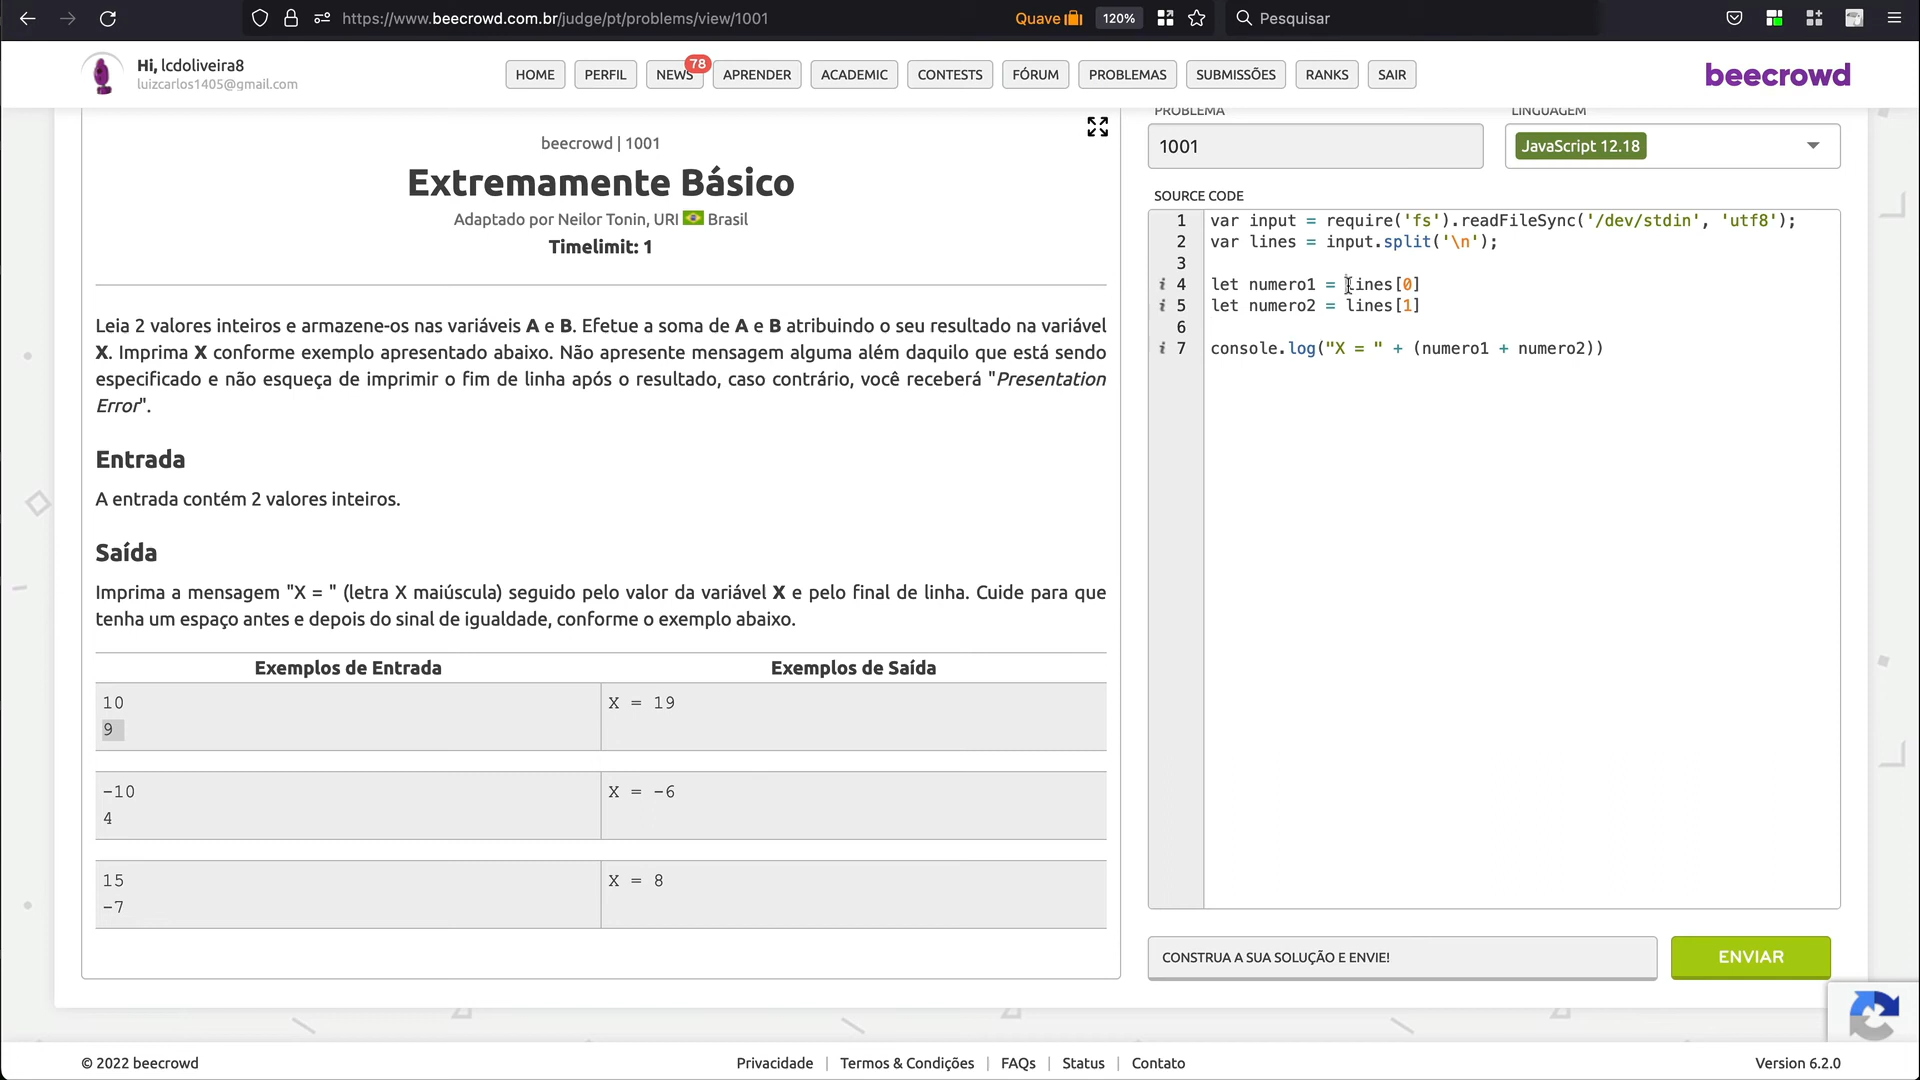 https://www.beecrowd.com.br/judge/pt/problems/view/1001
Quave
120%
Pesquisar
Hi, lcdoliveira8
luizcarlos1405@gmail.com
HOME
PERFIL
NEWS
78
APRENDER
ACADEMIC
CONTESTS
FÓRUM
PROBLEMAS
SUBMISSÕES
RANKS
SAIR
beecrowd
beecrowd | 1001
Extremamente Básico
Adaptado por Neilor Tonin, URI Brasil
Timelimit: 1
Leia 2 valores inteiros e armazene-os nas variáveis A e B. Efetue a soma de A e B atribuindo o seu resultado na variável
X. Imprima X conforme exemplo apresentado abaixo. Não apresente mensagem alguma além daquilo que está sendo
especificado e não esqueça de imprimir o fim de linha após o resultado, caso contrário, você receberá "Presentation
Error".
Entrada
A entrada contém 2 valores inteiros.
Saída
Imprima a mensagem "X = " (letra X maiúscula) seguido pelo valor da variável X e pelo final de linha. Cuide para que
tenha um espaço antes e depois do sinal de igualdade, conforme o exemplo abaixo.
Exemplos de Entrada
Exemplos de Saída
10
9
X = 19
-10
4
X = -6
15
-7
X = 8
PROBLEMA
1001
LINGUAGEM
JavaScript 12.18
SOURCE CODE
1 var input = require('fs').readFileSync('/dev/stdin', 'utf8');
2 var lines = input.split('\n');
3
i 4 let numero1 = lines[0]
i 5 let numero2 = lines[1]
6
i 7 console.log("X = " + (numero1 + numero2))
CONSTRUA A SUA SOLUÇÃO E ENVIE!
ENVIAR
© 2022 beecrowd
Privacidade | Termos & Condições | FAQs | Status | Contato
Version 6.2.0